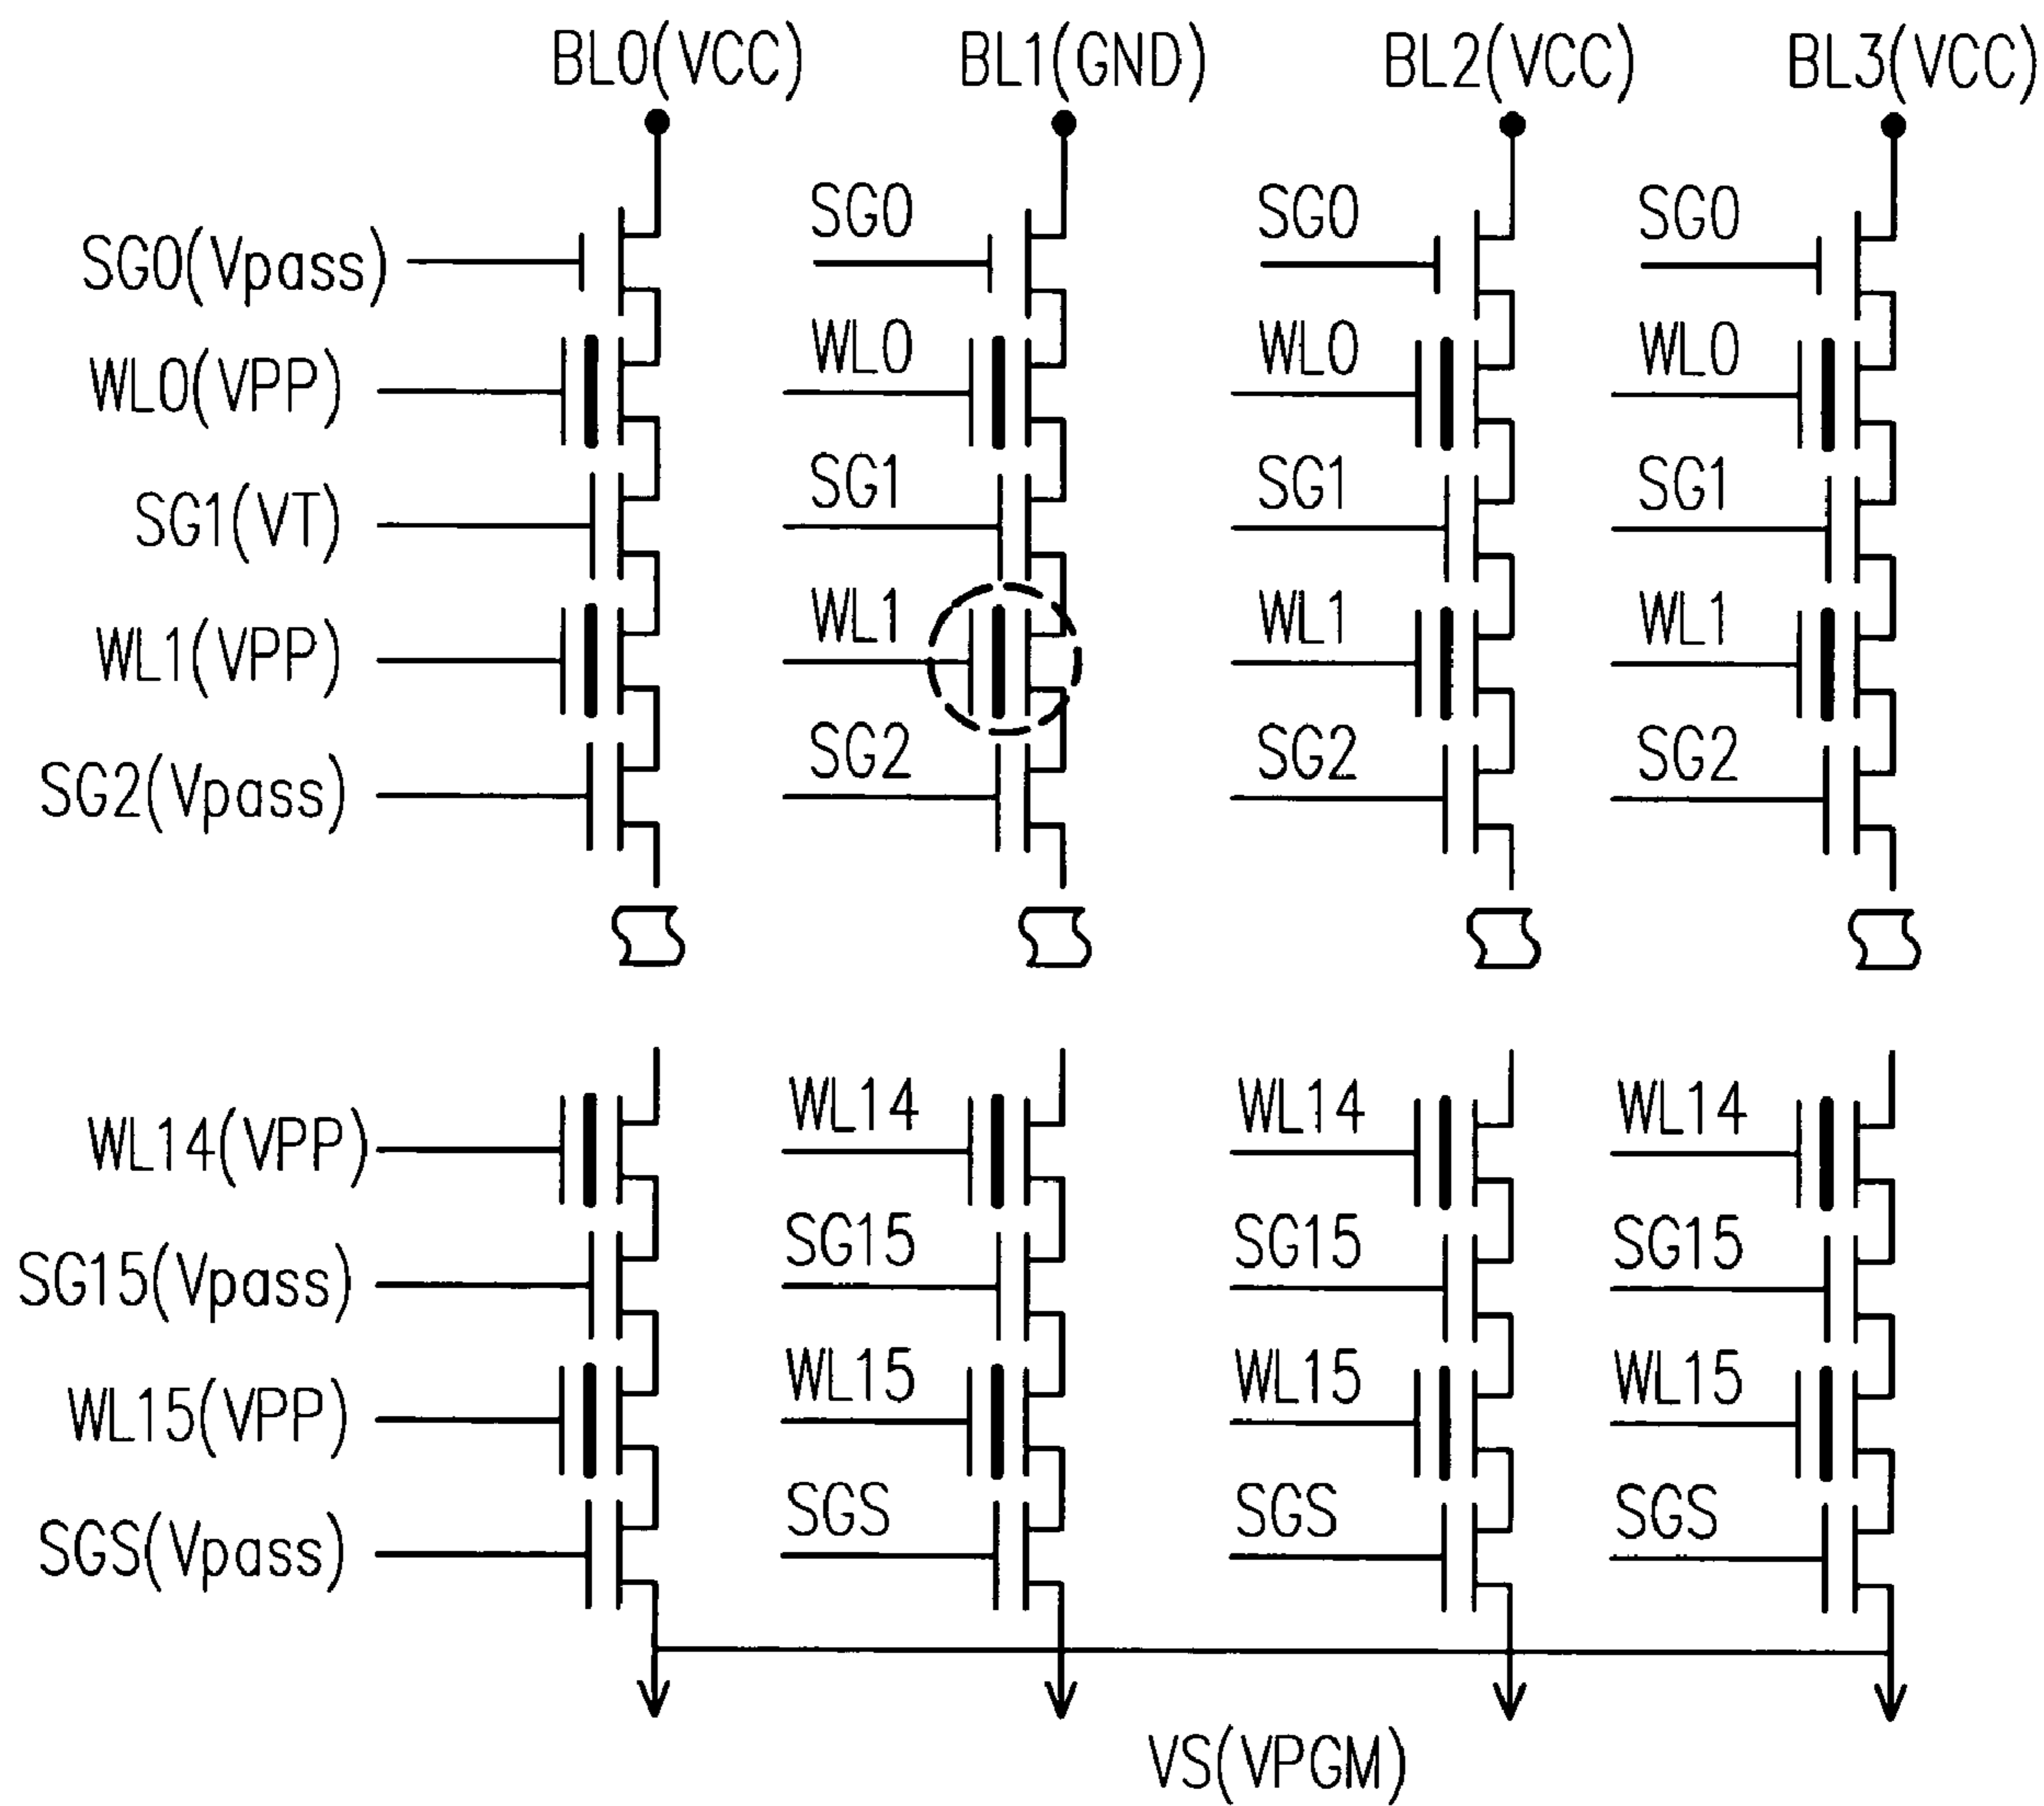 BL0(VCC) BL1(GND) BL2(VCC) BL3(VCC)
SG0(Vpass) SG0 SG0 SG0
WL0(VPP) WL0 WL0 WL0
SG1(VT) SG1 SG1 SG1
WL1(VPP) WL1 WL1 WL1
SG2(Vpass) SG2 SG2 SG2
WL14(VPP) WL14 WL14 WL14
SG15(Vpass) SG15 SG15 SG15
WL15(VPP) WL15 WL15 WL15
SGS(Vpass) SGS SGS SGS
VS(VPGM)